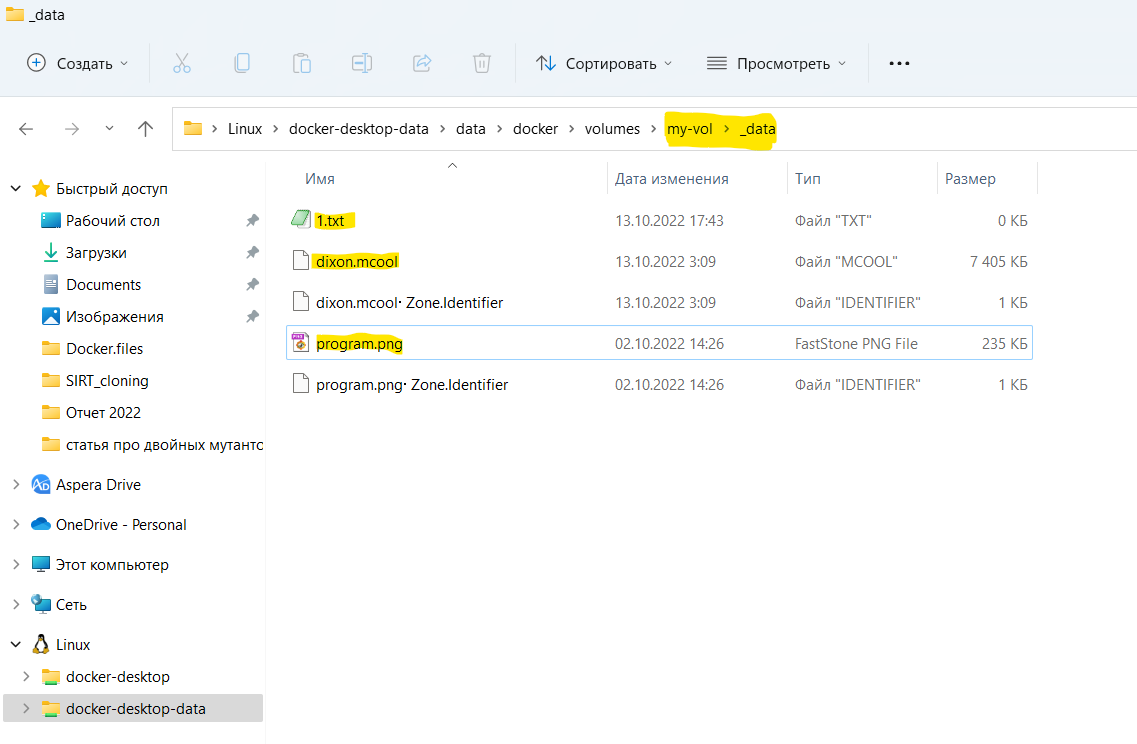 _data
Создать Сортировать Просмотреть
Linux docker-desktop-data data docker volumes my-vol _data
Имя Дата изменения Тип Размер
Быстрый доступ
Рабочий стол
Загрузки
Documents
Изображения
Docker.files
SIRT_cloning
Отчет 2022
статья про двойных мутанто
Aspera Drive
OneDrive - Personal
Этот компьютер
Сеть
Linux
docker-desktop
docker-desktop-data
1.txt 13.10.2022 17:43 Файл "TXT" 0 КБ
dixon.mcool 13.10.2022 3:09 Файл "MCOOL" 7 405 КБ
dixon.mcool· Zone.Identifier 13.10.2022 3:09 Файл "IDENTIFIER" 1 КБ
program.png 02.10.2022 14:26 FastStone PNG File 235 КБ
program.png· Zone.Identifier 02.10.2022 14:26 Файл "IDENTIFIER" 1 КБ